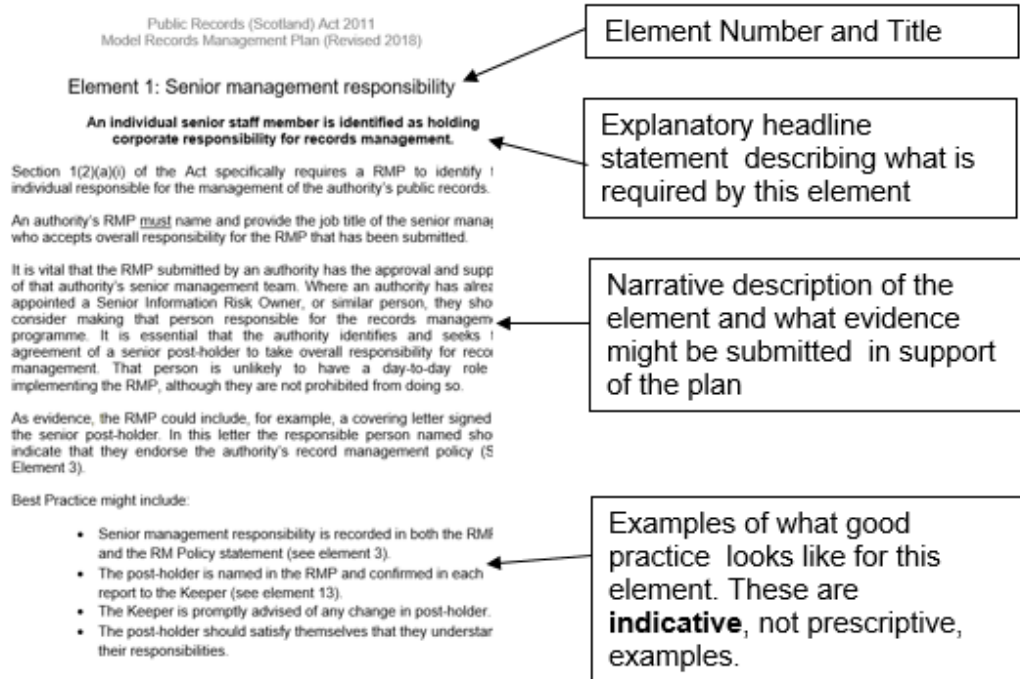 Public Records (Scotland) Act 2011
Model Records Management Plan (Revised 2018)
Element 1: Senior management responsibility
An individual senior staff member is identified as holding
corporate responsibility for records management.
Section 1(2)(a)(i) of the Act specifically requires a RMP to identify
individual responsible for the management of the authority's public records.
An authority's RMP must name and provide the job title of the senior
who accepts overall responsibility for the RMP that has been submitted.
It is vital that the RMP submitted by an authority has the approval and
of that authority's senior management team. Where an authority has
appointed a Senior Information Risk Owner, or similar person, they
consider making that person responsible for the records
programme. It is essential that the authority identifies and seeks
agreement of a senior post-holder to take overall responsibility for
management. That person is unlikely to have a day-to-day role
implementing the RMP, although they are not prohibited from doing so.
As evidence, the RMP could include, for example, a covering letter signed
the senior post-holder. In this letter the responsible person named
indicate that they endorse the authority's record management policy
Element 3).
Best Practice might include:
• Senior management responsibility is recorded in both the
and the RM Policy statement (see element 3).
• The post-holder is named in the RMP and confirmed in each
report to the Keeper (see element 13).
• The Keeper is promptly advised of any change in post-holder.
• The post-holder should satisfy themselves that they
their responsibilities.
Element Number and Title
Explanatory headline
statement describing what is
required by this element
Narrative description of the
element and what evidence
might be submitted in support
of the plan
Examples of what good
practice looks like for this
element. These are
indicative, not prescriptive,
examples.